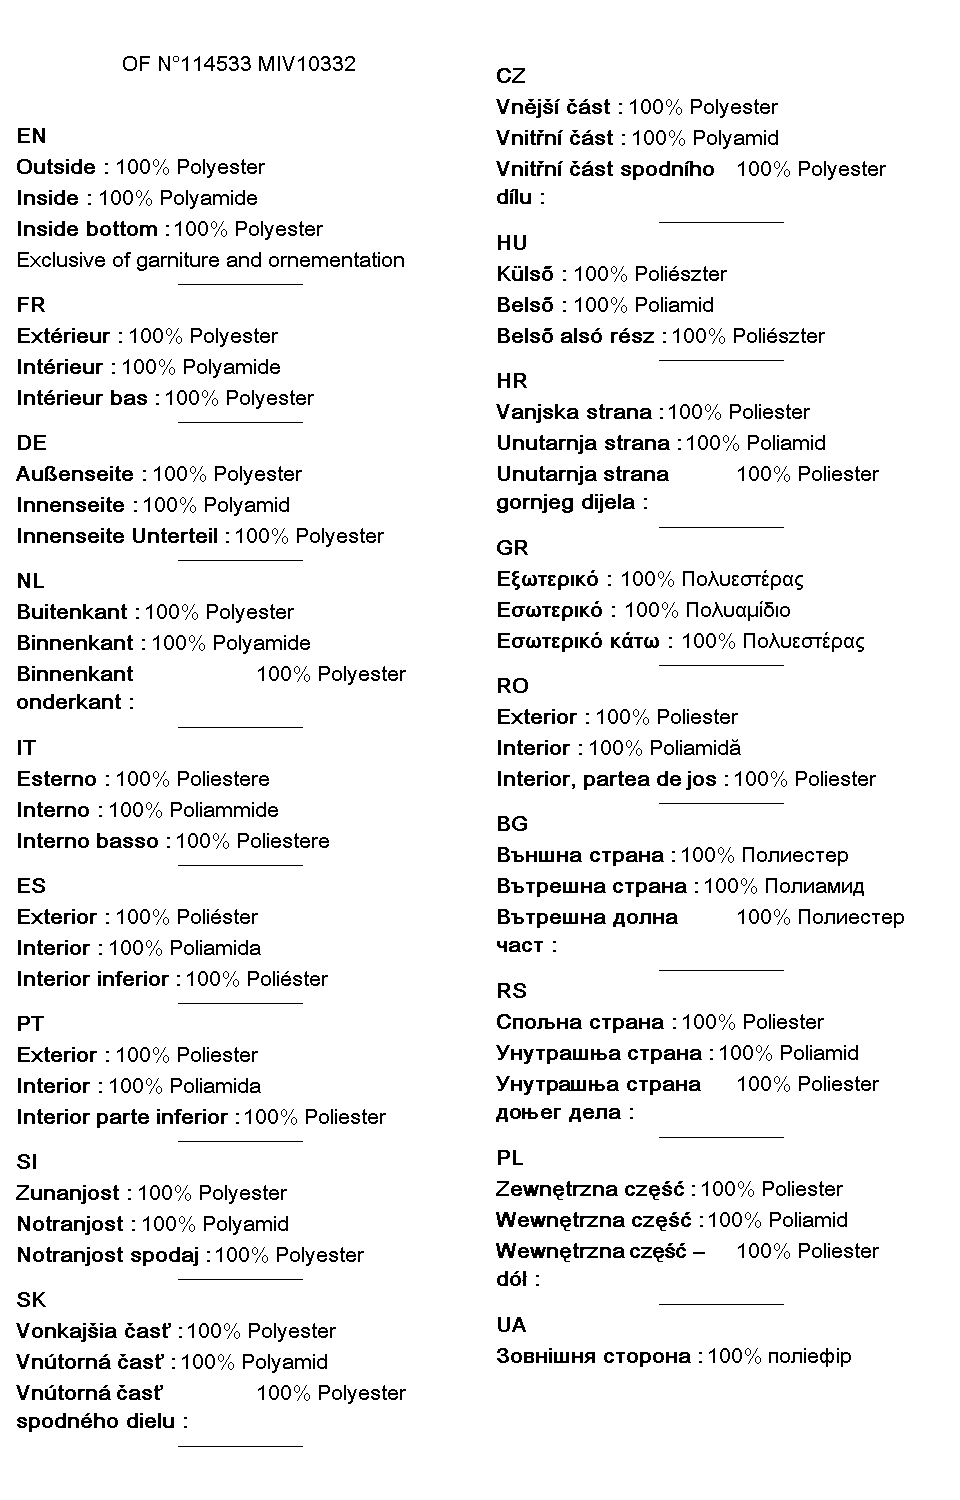 OF N°114533 MIV10332
EN
Outside : 100% Polyester
Inside : 100% Polyamide
Inside bottom : 100% Polyester
Exclusive of garniture and ornementation
FR
Extérieur : 100% Polyester
Intérieur : 100% Polyamide
Intérieur bas : 100% Polyester
DE
Außenseite : 100% Polyester
Innenseite : 100% Polyamid
Innenseite Unterteil : 100% Polyester
NL
Buitenkant : 100% Polyester
Binnenkant : 100% Polyamide
Binnenkant 100% Polyester
onderkant :
IT
Esterno : 100% Poliestere
Interno : 100% Poliammide
Interno basso : 100% Poliestere
ES
Exterior : 100% Poliéster
Interior : 100% Poliamida
Interior inferior : 100% Poliéster
PT
Exterior : 100% Poliester
Interior : 100% Poliamida
Interior parte inferior : 100% Poliester
SI
Zunanjost : 100% Polyester
Notranjost : 100% Polyamid
Notranjost spodaj : 100% Polyester
SK
Vonkajšia časť : 100% Polyester
Vnútorná časť : 100% Polyamid
Vnútorná časť 100% Polyester
spodného dielu :
CZ
Vnější část : 100% Polyester
Vnitřní část : 100% Polyamid
Vnitřní část spodního 100% Polyester
dílu :
HU
Külsõ : 100% Poliészter
Belsõ : 100% Poliamid
Belsõ alsó rész : 100% Poliészter
HR
Vanjska strana : 100% Poliester
Unutarnja strana : 100% Poliamid
Unutarnja strana 100% Poliester
gornjeg dijela :
GR
Εξωτερικό : 100% Πολυεστέρας
Εσωτερικό : 100% Πολυαμίδιο
Εσωτερικό κάτω : 100% Πολυεστέρας
RO
Exterior : 100% Poliester
Interior : 100% Poliamidă
Interior, partea de jos : 100% Poliester
BG
Външна страна : 100% Полиестер
Вътрешна страна : 100% Полиамид
Вътрешна долна 100% Полиестер
част :
RS
Спољна страна : 100% Poliester
Унутрашња страна : 100% Poliamid
Унутрашња страна 100% Poliester
доњег дела :
PL
Zewnętrzna część : 100% Poliester
Wewnętrzna część : 100% Poliamid
Wewnętrzna część – 100% Poliester
dół :
UA
Зовнішня сторона : 100% поліефір